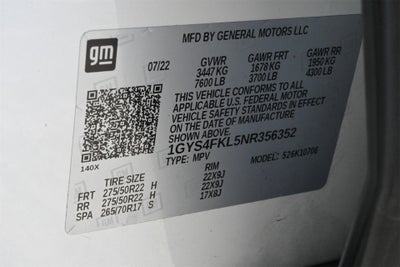 gm
MFD BY GENERAL MOTORS LLC
07/22 GVWR GAWR FRT GAWR RR
3447 KG 1678 KG 1950 KG
7600 LB 3700 LB 4300 LB
THIS VEHICLE CONFORMS TO ALL
APPLICABLE U.S. FEDERAL MOTOR
VEHICLE SAFETY STANDARDS IN EFFECT
ON THE DATE OF MANUFACTURE
SHOWN ABOVE.
1GYS4FKL5NR356352
TYPE: MPV MODEL: S26K10706
140X
TIRE SIZE RIM
FRT 275/50R22 H 22X9J
RR 275/50R22 H 22X9J
SPA 265/70R17 S 17X8J